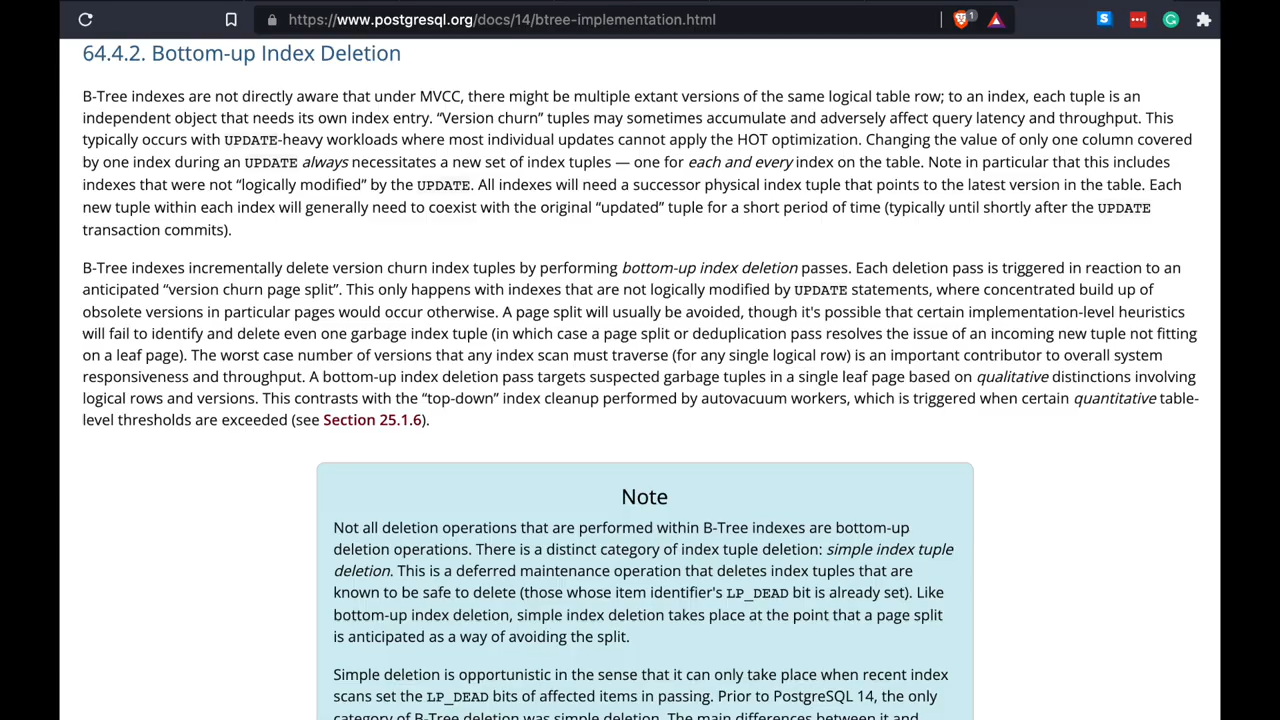 https://www.postgresql.org/docs/14/btree-implementation.html
1
S
64.4.2. Bottom-up Index Deletion
B-Tree indexes are not directly aware that under MVCC, there might be multiple extant versions of the same logical table row; to an index, each tuple is an
independent object that needs its own index entry. “Version churn” tuples may sometimes accumulate and adversely affect query latency and throughput. This
typically occurs with UPDATE-heavy workloads where most individual updates cannot apply the HOT optimization. Changing the value of only one column covered
by one index during an UPDATE always necessitates a new set of index tuples — one for each and every index on the table. Note in particular that this includes
indexes that were not “logically modified” by the UPDATE. All indexes will need a successor physical index tuple that points to the latest version in the table. Each
new tuple within each index will generally need to coexist with the original “updated” tuple for a short period of time (typically until shortly after the UPDATE
transaction commits).
B-Tree indexes incrementally delete version churn index tuples by performing bottom-up index deletion passes. Each deletion pass is triggered in reaction to an
anticipated “version churn page split”. This only happens with indexes that are not logically modified by UPDATE statements, where concentrated build up of
obsolete versions in particular pages would occur otherwise. A page split will usually be avoided, though it's possible that certain implementation-level heuristics
will fail to identify and delete even one garbage index tuple (in which case a page split or deduplication pass resolves the issue of an incoming new tuple not fitting
on a leaf page). The worst case number of versions that any index scan must traverse (for any single logical row) is an important contributor to overall system
responsiveness and throughput. A bottom-up index deletion pass targets suspected garbage tuples in a single leaf page based on qualitative distinctions involving
logical rows and versions. This contrasts with the “top-down” index cleanup performed by autovacuum workers, which is triggered when certain quantitative table-
level thresholds are exceeded (see Section 25.1.6).
Note
Not all deletion operations that are performed within B-Tree indexes are bottom-up
deletion operations. There is a distinct category of index tuple deletion: simple index tuple
deletion. This is a deferred maintenance operation that deletes index tuples that are
known to be safe to delete (those whose item identifier's LP_DEAD bit is already set). Like
bottom-up index deletion, simple index deletion takes place at the point that a page split
is anticipated as a way of avoiding the split.
Simple deletion is opportunistic in the sense that it can only take place when recent index
scans set the LP_DEAD bits of affected items in passing. Prior to PostgreSQL 14, the only
category of B-Tree deletion was simple deletion. The main differences between it and